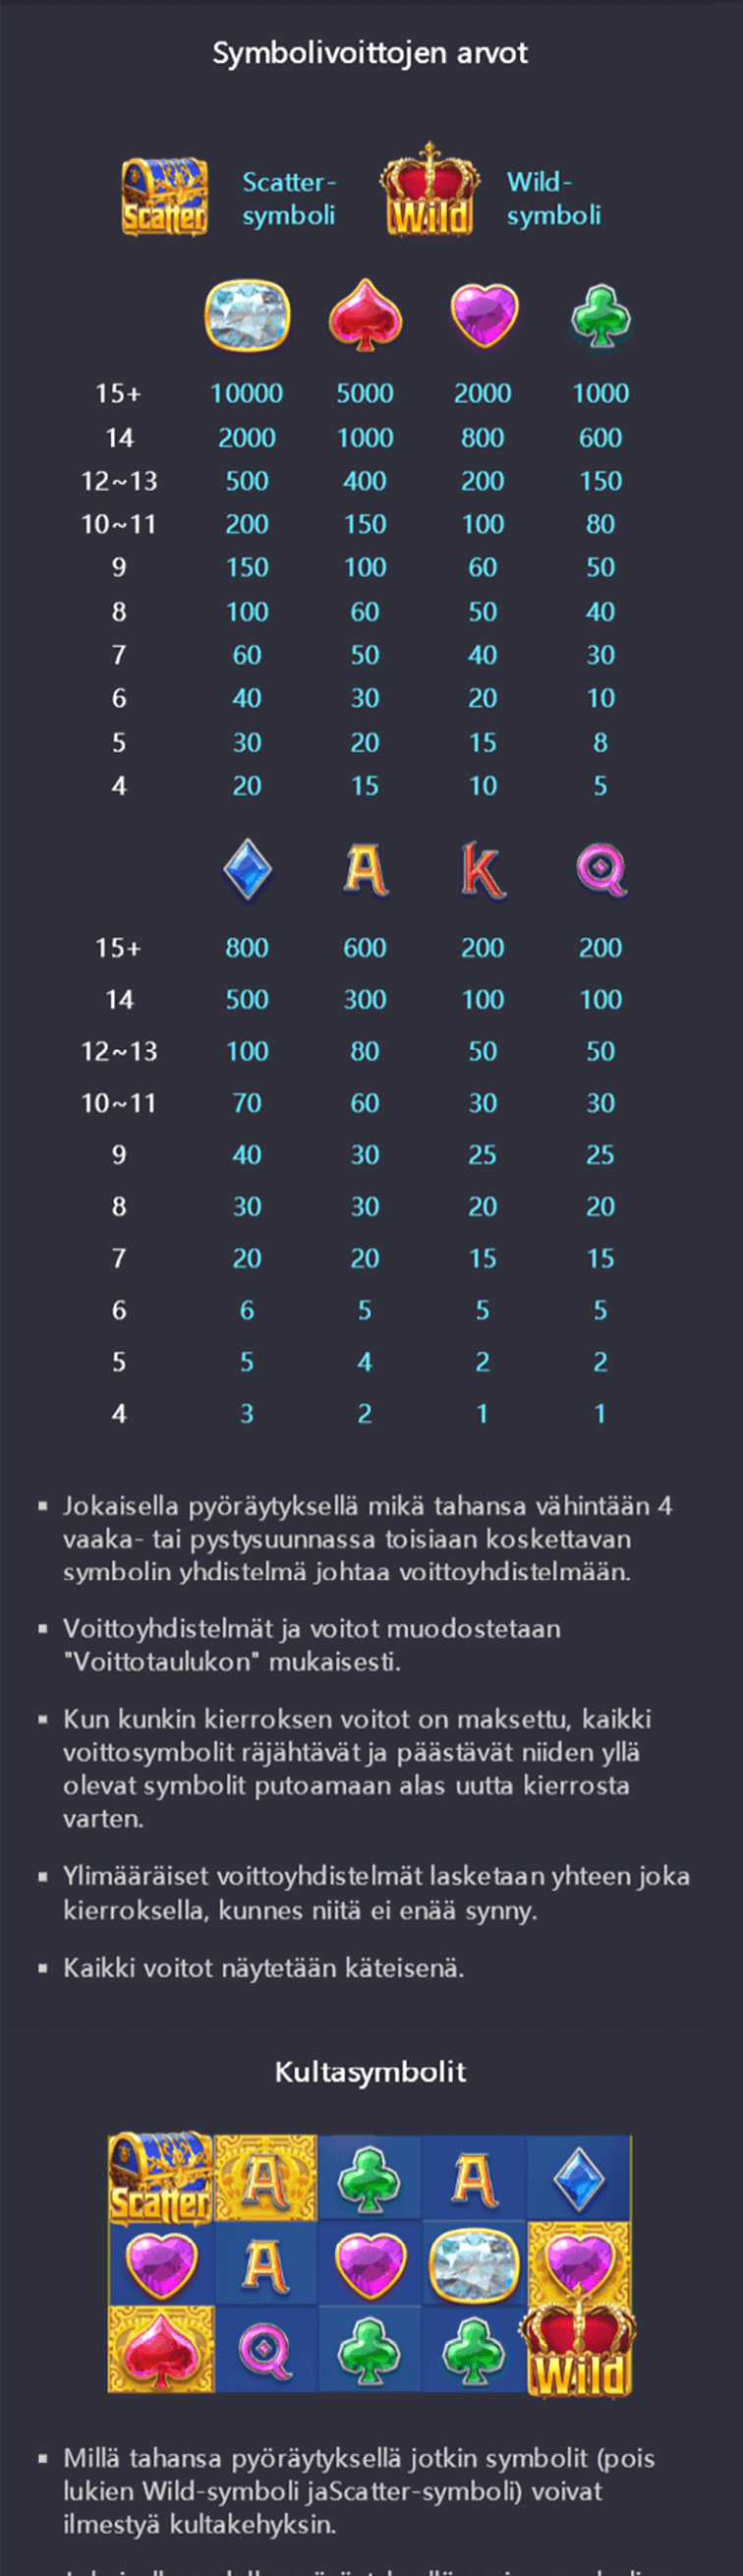 Symbolivoittojen arvot
Scatter Scatter- Wild Wild-
symboli symboli
15+ 10000 5000 2000 1000
14 2000 1000 800 600
12~13 500 400 200 150
10~11 200 150 100 80
9 150 100 60 50
8 100 60 50 40
7 60 50 40 30
6 40 30 20 10
5 30 20 15 8
4 20 15 10 5
A K Q
15+ 800 600 200 200
14 500 300 100 100
12~13 100 80 50 50
10~11 70 60 30 30
9 40 30 25 25
8 30 30 20 20
7 20 20 15 15
6 6 5 5 5
5 5 4 2 2
4 3 2 1 1
▪ Jokaisella pyöräytyksellä mikä tahansa vähintään 4
vaaka- tai pystysuunnassa toisiaan koskettavan
symbolin yhdistelmä johtaa voittoyhdistelmään.
▪ Voittoyhdistelmät ja voitot muodostetaan
"Voittotaulukon" mukaisesti.
▪ Kun kunkin kierroksen voitot on maksettu, kaikki
voittosymbolit räjähtävät ja päästävät niiden yllä
olevat symbolit putoamaan alas uutta kierrosta
varten.
▪ Ylimääräiset voittoyhdistelmät lasketaan yhteen joka
kierroksella, kunnes niitä ei enää synny.
▪ Kaikki voitot näytetään käteisenä.
Kultasymbolit
Scatter A A
A
Q Wild
▪ Millä tahansa pyöräytyksellä jotkin symbolit (pois
lukien Wild-symboli jaScatter-symboli) voivat
ilmestyä kultakehyksin.